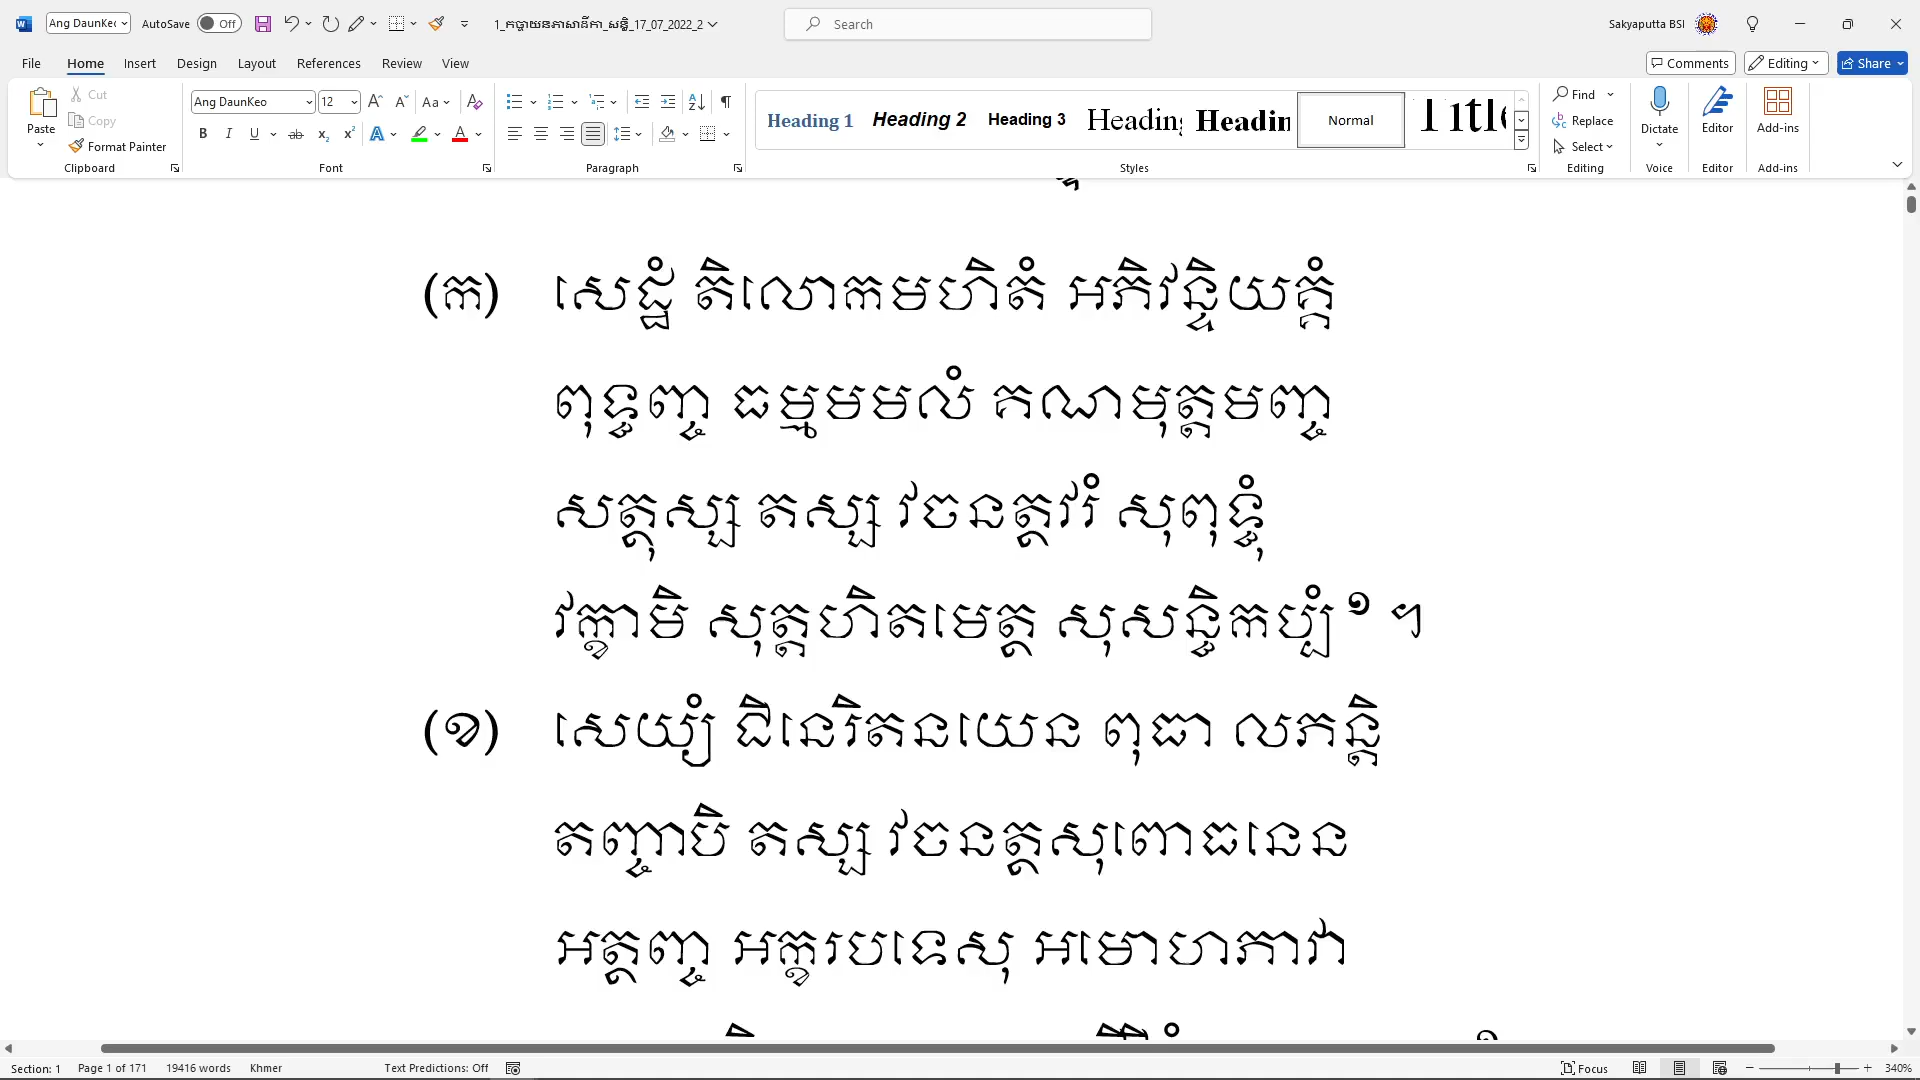 Ang DaunKeo AutoSave Off 1_កច្ចាយនភាសាដីកា_សន្ធិ_17_07_2022_2 Search Sakyaputta BSI
File Home Insert Design Layout References Review View Comments Editing Share
Paste Cut Copy Format Painter Clipboard
Ang DaunKeo 12 Font
Paragraph
Heading 1 Heading 2 Heading 3 Heading Headin Normal Title Styles
Find Replace Select Editing
Dictate Voice
Editor Editor
Add-ins Add-ins
(ក) សេដ្ឋំ តិលោកមហិតំ អភិវន្ទិយគ្គំ
ពុទ្ធញ្ច ធម្មមមលំ គណមុត្តមញ្ច
សត្ថុស្ស តស្ស វចនត្ថវរំ សុពុទ្ធុំ
វក្ខាមិ សុត្តហិតមេត្ថ សុសន្ធិកប្បំ១ ។
(ខ) សេយ្យំ ជិនេរិតនយេន ពុធា លភន្តិ
តញ្ចាបិ តស្ស វចនត្ថសុពោធនេន
អត្ថញ្ច អក្ខរបទេសុ អមោហភាវា
Section: 1 Page 1 of 171 19416 words Khmer Text Predictions: Off Focus 340%